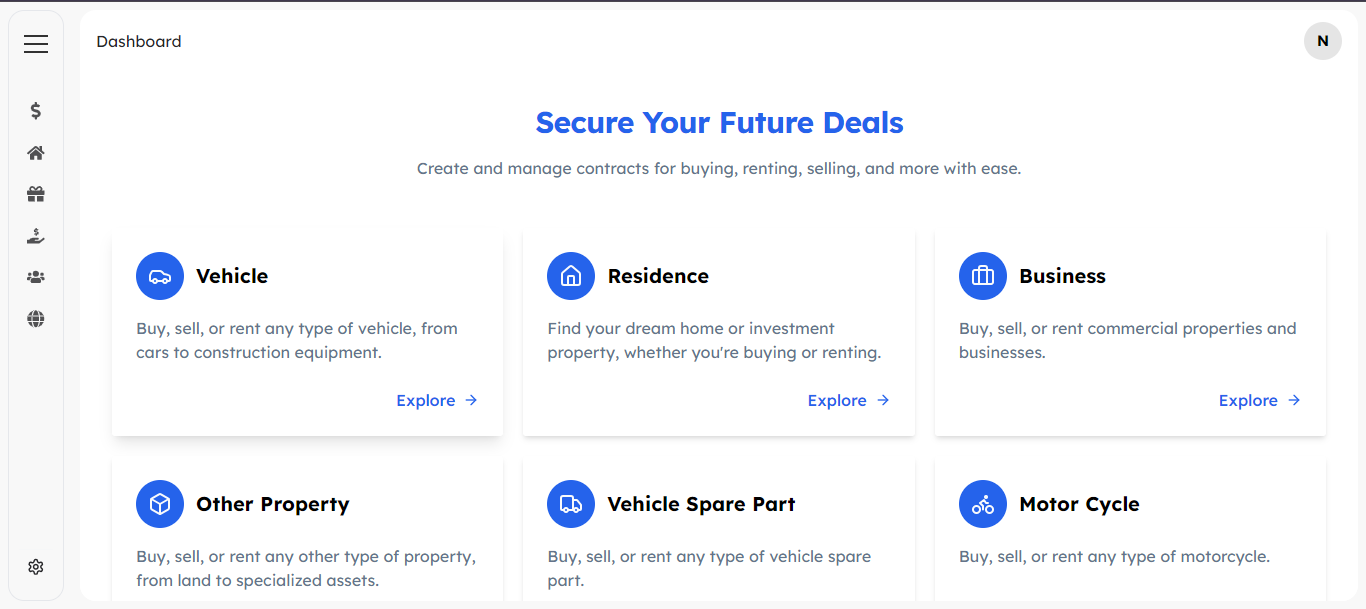 Dashboard
N
Secure Your Future Deals
Create and manage contracts for buying, renting, selling, and more with ease.
Vehicle
Buy, sell, or rent any type of vehicle, from
cars to construction equipment.
Explore
Residence
Find your dream home or investment
property, whether you're buying or renting.
Explore
Business
Buy, sell, or rent commercial properties and
businesses.
Explore
Other Property
Buy, sell, or rent any other type of property,
from land to specialized assets.
Vehicle Spare Part
Buy, sell, or rent any type of vehicle spare
part.
Motor Cycle
Buy, sell, or rent any type of motorcycle.